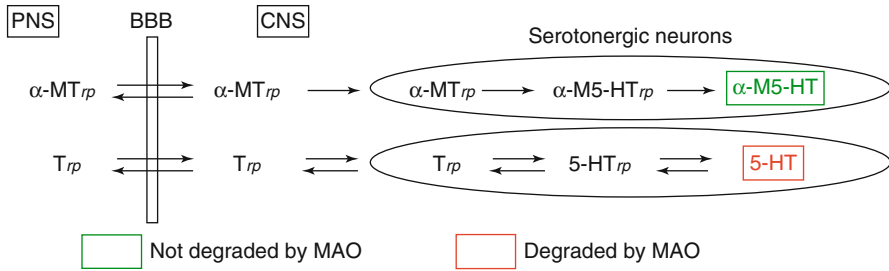 PNS BBB CNS
Serotonergic neurons
α-MTrp α-MTrp α-MTrp α-M5-HTrp α-M5-HT
Trp Trp Trp 5-HTrp 5-HT
Not degraded by MAO Degraded by MAO